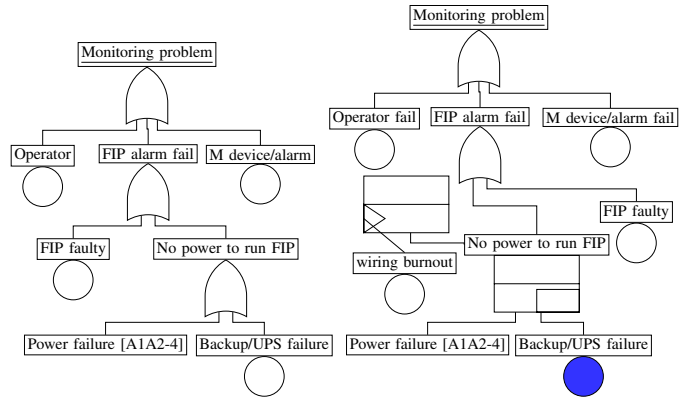 Monitoring problem
Operator
FIP alarm fail
M device/alarm
FIP faulty
No power to run FIP
Power failure [A1A2-4]
Backup/UPS failure
Monitoring problem
Operator fail
FIP alarm fail
M device/alarm fail
FIP faulty
No power to run FIP
wiring burnout
Power failure [A1A2-4]
Backup/UPS failure